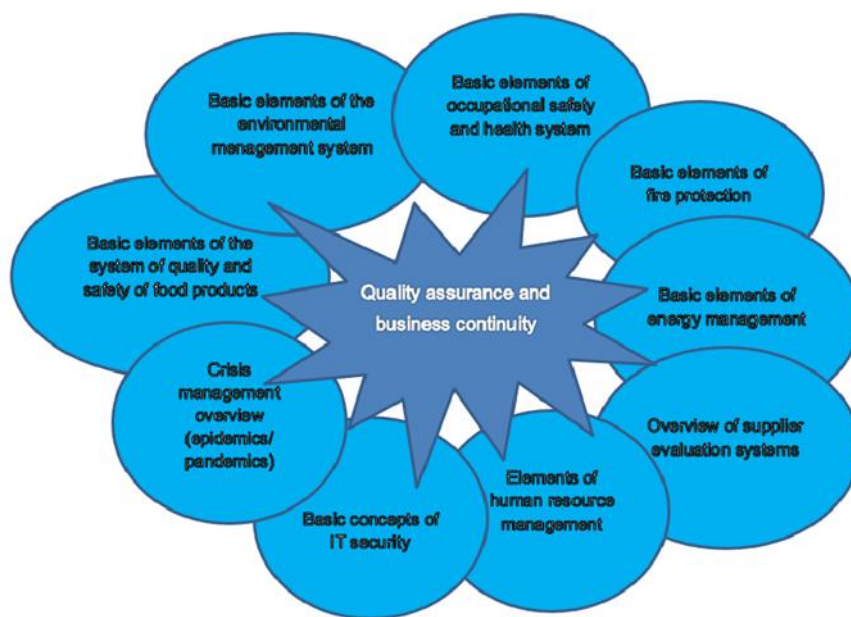 Basic elements of the
environmental
menagement system
Basic elements of
occupational safety
and health system
Basic elements of
fire protection
Basic elements of the
system of quality and
safety of food products
Quality assurance and
business continuity
Basic elements of
energy management
Crisis
management
overview
(epidemics/
pandemics)
Overview of supplier
evaluation systems
Elements of
human resource
management
Basic concepts of
IT security